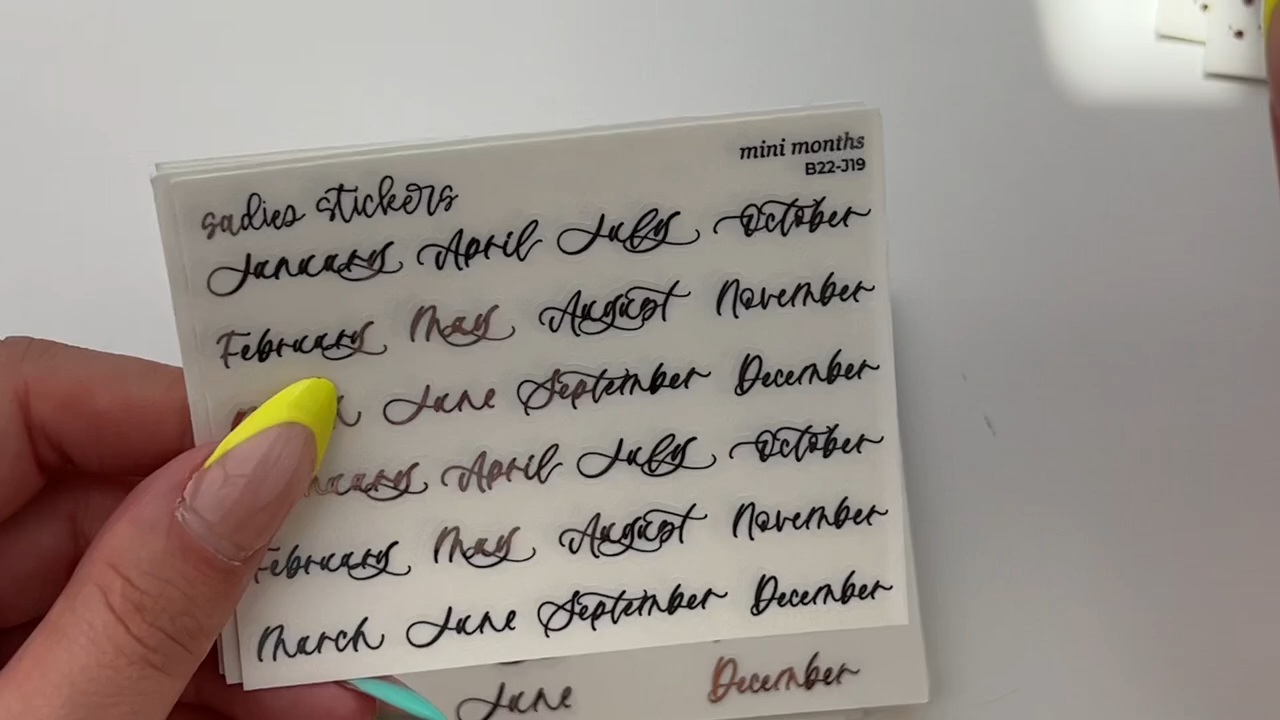 mini months
B22-J19
sadies stickers
January April July October
February May August November
June September December
April July October
February May August November
March June September December
June December